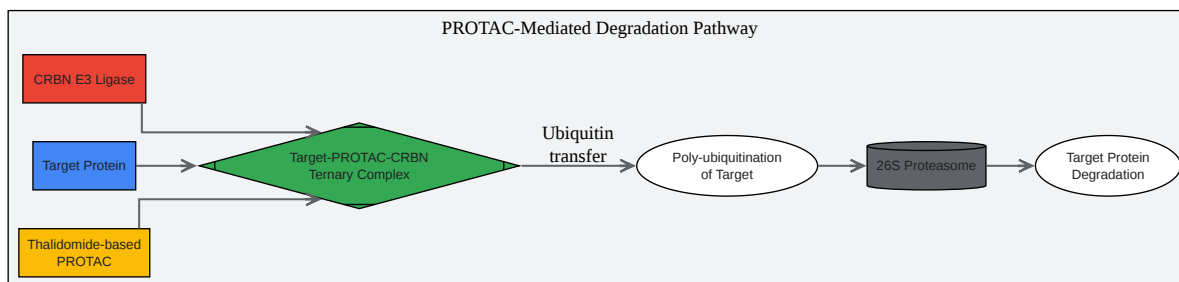 PROTAC-Mediated Degradation Pathway
CRBN E3 Ligase
Target Protein
Thalidomide-based
PROTAC
Target-PROTAC-CRBN
Ternary Complex
Ubiquitin
transfer
Poly-ubiquitination
of Target
26S Proteasome
Target Protein
Degradation